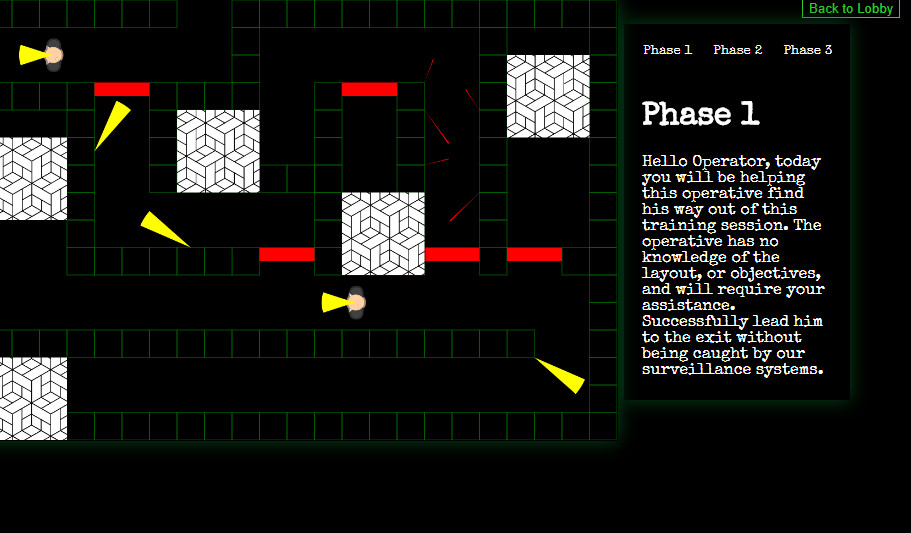 Back to Lobby
Phase 1 Phase 2 Phase 3
Phase 1
Hello Operator, today
you will be helping
this operative find
his way out of this
training session. The
operative has no
knowledge of the
layout, or objectives,
and will require your
assistance.
Successfully lead him
to the exit without
being caught by our
surveillance systems.